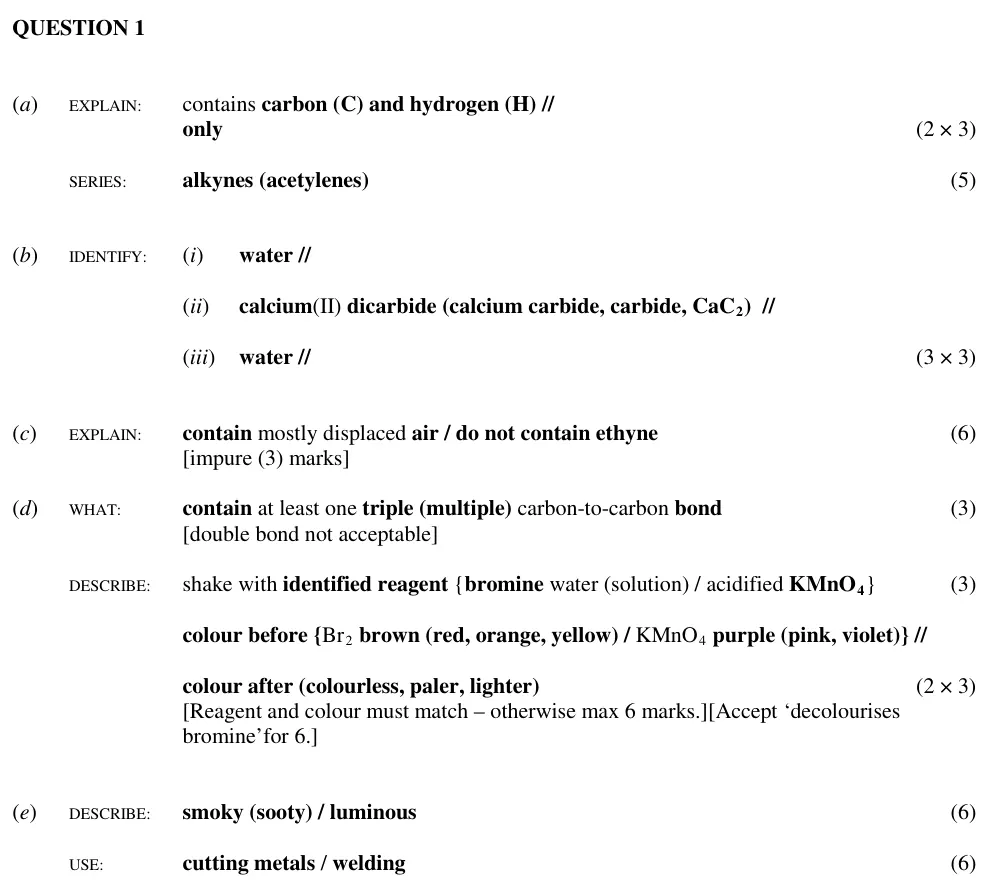 QUESTION 1
(a) EXPLAIN: contains carbon (C) and hydrogen (H) //
only (2 × 3)
SERIES: alkynes (acetylenes) (5)
(b) IDENTIFY: (i) water //
(ii) calcium(II) dicarbide (calcium carbide, carbide, CaC₂) //
(iii) water // (3 × 3)
(c) EXPLAIN: contain mostly displaced air / do not contain ethyne (6)
[impure (3) marks]
(d) WHAT: contain at least one triple (multiple) carbon-to-carbon bond (3)
[double bond not acceptable]
DESCRIBE: shake with identified reagent {bromine water (solution) / acidified KMnO₄} (3)
colour before {Br₂ brown (red, orange, yellow) / KMnO₄ purple (pink, violet)} //
colour after (colourless, paler, lighter) (2 × 3)
[Reagent and colour must match – otherwise max 6 marks.][Accept ‘decolourises
bromine’for 6.]
(e) DESCRIBE: smoky (sooty) / luminous (6)
USE: cutting metals / welding (6)